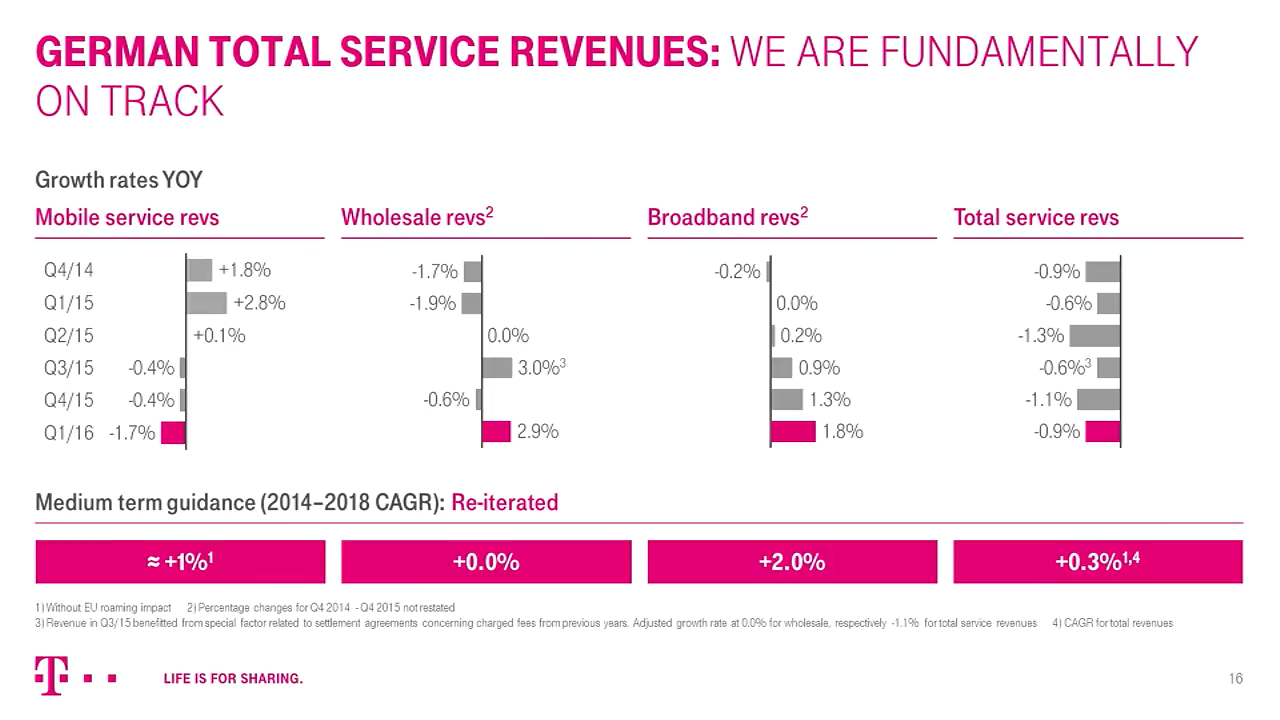 GERMAN TOTAL SERVICE REVENUES: WE ARE FUNDAMENTALLY
ON TRACK
Growth rates YOY
Mobile service revs
Q4/14 +1.8%
Q1/15 +2.8%
Q2/15 +0.1%
Q3/15 -0.4%
Q4/15 -0.4%
Q1/16 -1.7%
Wholesale revs²
-1.7%
-1.9%
0.0%
3.0%³
-0.6%
2.9%
Broadband revs²
-0.2%
0.0%
0.2%
0.9%
1.3%
1.8%
Total service revs
-0.9%
-0.6%
-1.3%
-0.6%³
-1.1%
-0.9%
Medium term guidance (2014–2018 CAGR): Re-iterated
≈ +1%¹
+0.0%
+2.0%
+0.3%¹,⁴
1) Without EU roaming impact 2) Percentage changes for Q4 2014 - Q4 2015 not restated
3) Revenue in Q3/15 benefitted from special factor related to settlement agreements concerning charged fees from previous years. Adjusted growth rate at 0.0% for wholesale, respectively -1.1% for total service revenues 4) CAGR for total revenues
T
LIFE IS FOR SHARING.
16